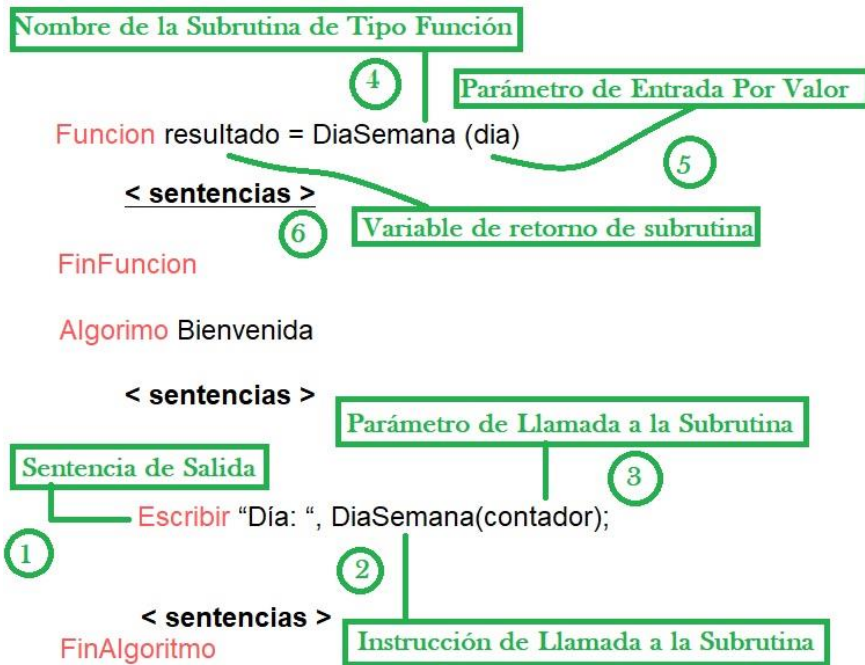 Nombre de la Subrutina de Tipo Función
4
Parámetro de Entrada Por Valor
Funcion resultado = DiaSemana (dia)
5
< sentencias >
6
Variable de retorno de subrutina
FinFuncion
Algorimo Bienvenida
< sentencias >
Parámetro de Llamada a la Subrutina
Sentencia de Salida
3
Escribir “Día: “, DiaSemana(contador);
1
2
< sentencias >
Instrucción de Llamada a la Subrutina
FinAlgoritmo